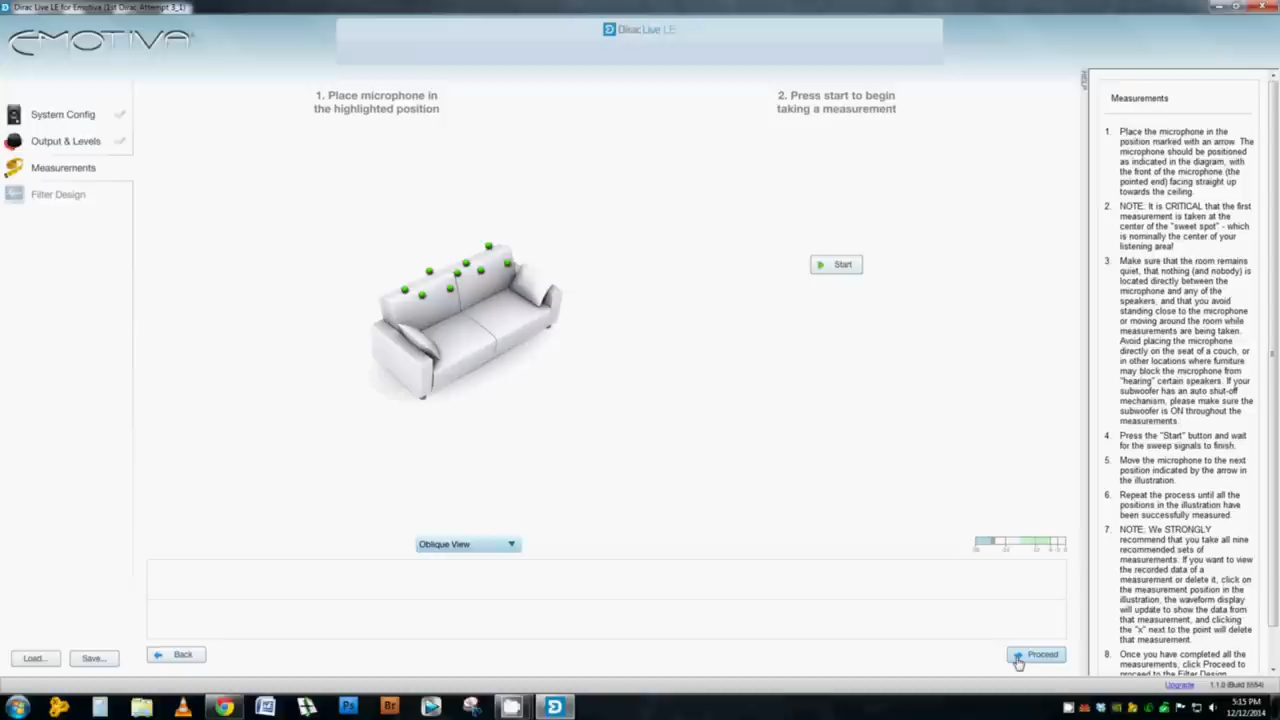 Dirac Live LE for Emotiva (1st Dirac Attempt 3_1)
EMOTIVA
Dirac Live LE
1. Place microphone in
the highlighted position
2. Press start to begin
taking a measurement
System Config
Output & Levels
Measurements
Filter Design
Start
Oblique View
Load...
Save...
Back
Proceed
HELP
Measurements
1. Place the microphone in the
position marked with an arrow. The
microphone should be positioned
as indicated in the diagram, with
the front of the microphone (the
pointed end) facing straight up
towards the ceiling.
2. NOTE: It is CRITICAL that the first
measurement is taken at the
center of the "sweet spot" - which
is nominally the center of your
listening area!
3. Make sure that the room remains
quiet, that nothing (and nobody) is
located directly between the
microphone and any of the
speakers, and that you avoid
standing close to the microphone
or moving around the room while
measurements are being taken.
Avoid placing the microphone
directly on the seat of a couch, or
in other locations where furniture
may block the microphone from
"hearing" certain speakers. If your
subwoofer has an auto shut-off
mechanism, please make sure the
subwoofer is ON throughout the
measurements.
4. Press the "Start" button and wait
for the sweep signals to finish.
5. Move the microphone to the next
position indicated by the arrow in
the illustration.
6. Repeat the process until all the
positions in the illustration have
been successfully measured.
7. NOTE: We STRONGLY
recommend that you take all nine
recommended sets of
measurements. If you want to view
the recorded data of a
measurement or delete it, click on
the measurement position in the
illustration, the waveform display
will update to show the data from
that measurement, and clicking
the "x" next to the point will delete
that measurement.
8. Once you have completed all the
measurements, click Proceed to
proceed to the Filter Design
Upgrade
1.1.0 (Build 5554)
Ps
Br
5:15 PM
12/12/2014